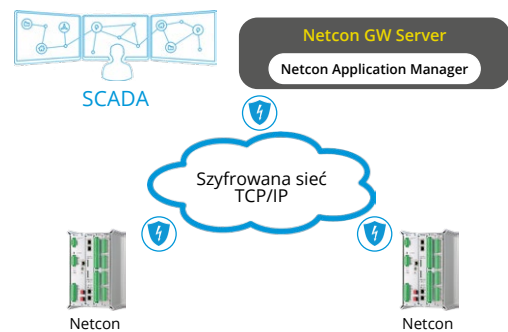 Netcon GW Server
Netcon Application Manager
SCADA
Szyfrowana sieć
TCP/IP
Netcon
Netcon